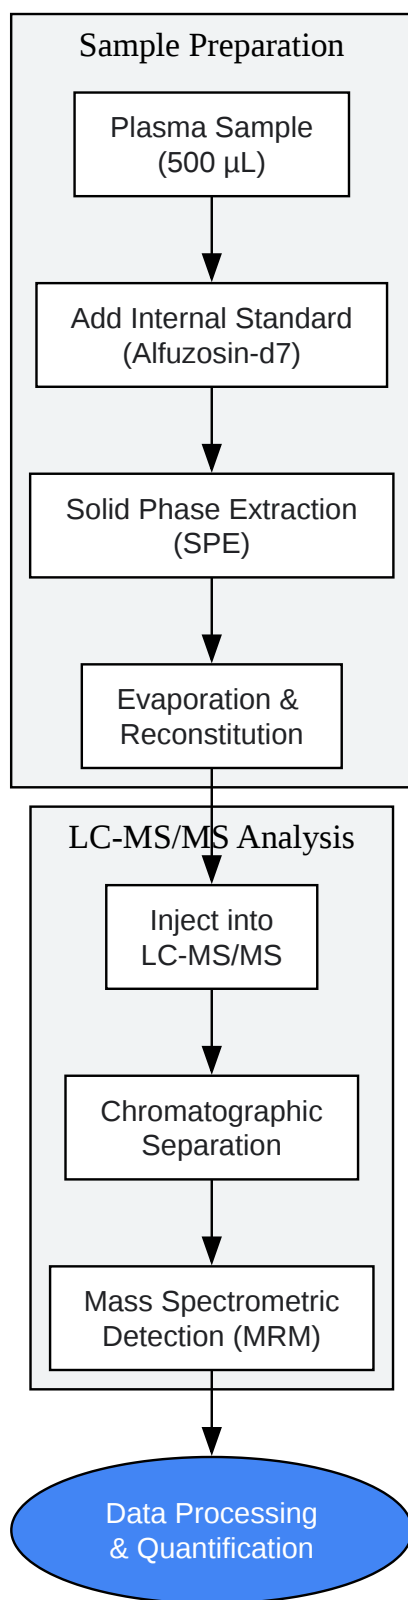 Sample Preparation
Plasma Sample
(500 µL)
Add Internal Standard
(Alfuzosin-d7)
Solid Phase Extraction
(SPE)
Evaporation &
Reconstitution
LC-MS/MS Analysis
Inject into
LC-MS/MS
Chromatographic
Separation
Mass Spectrometric
Detection (MRM)
Data Processing
& Quantification